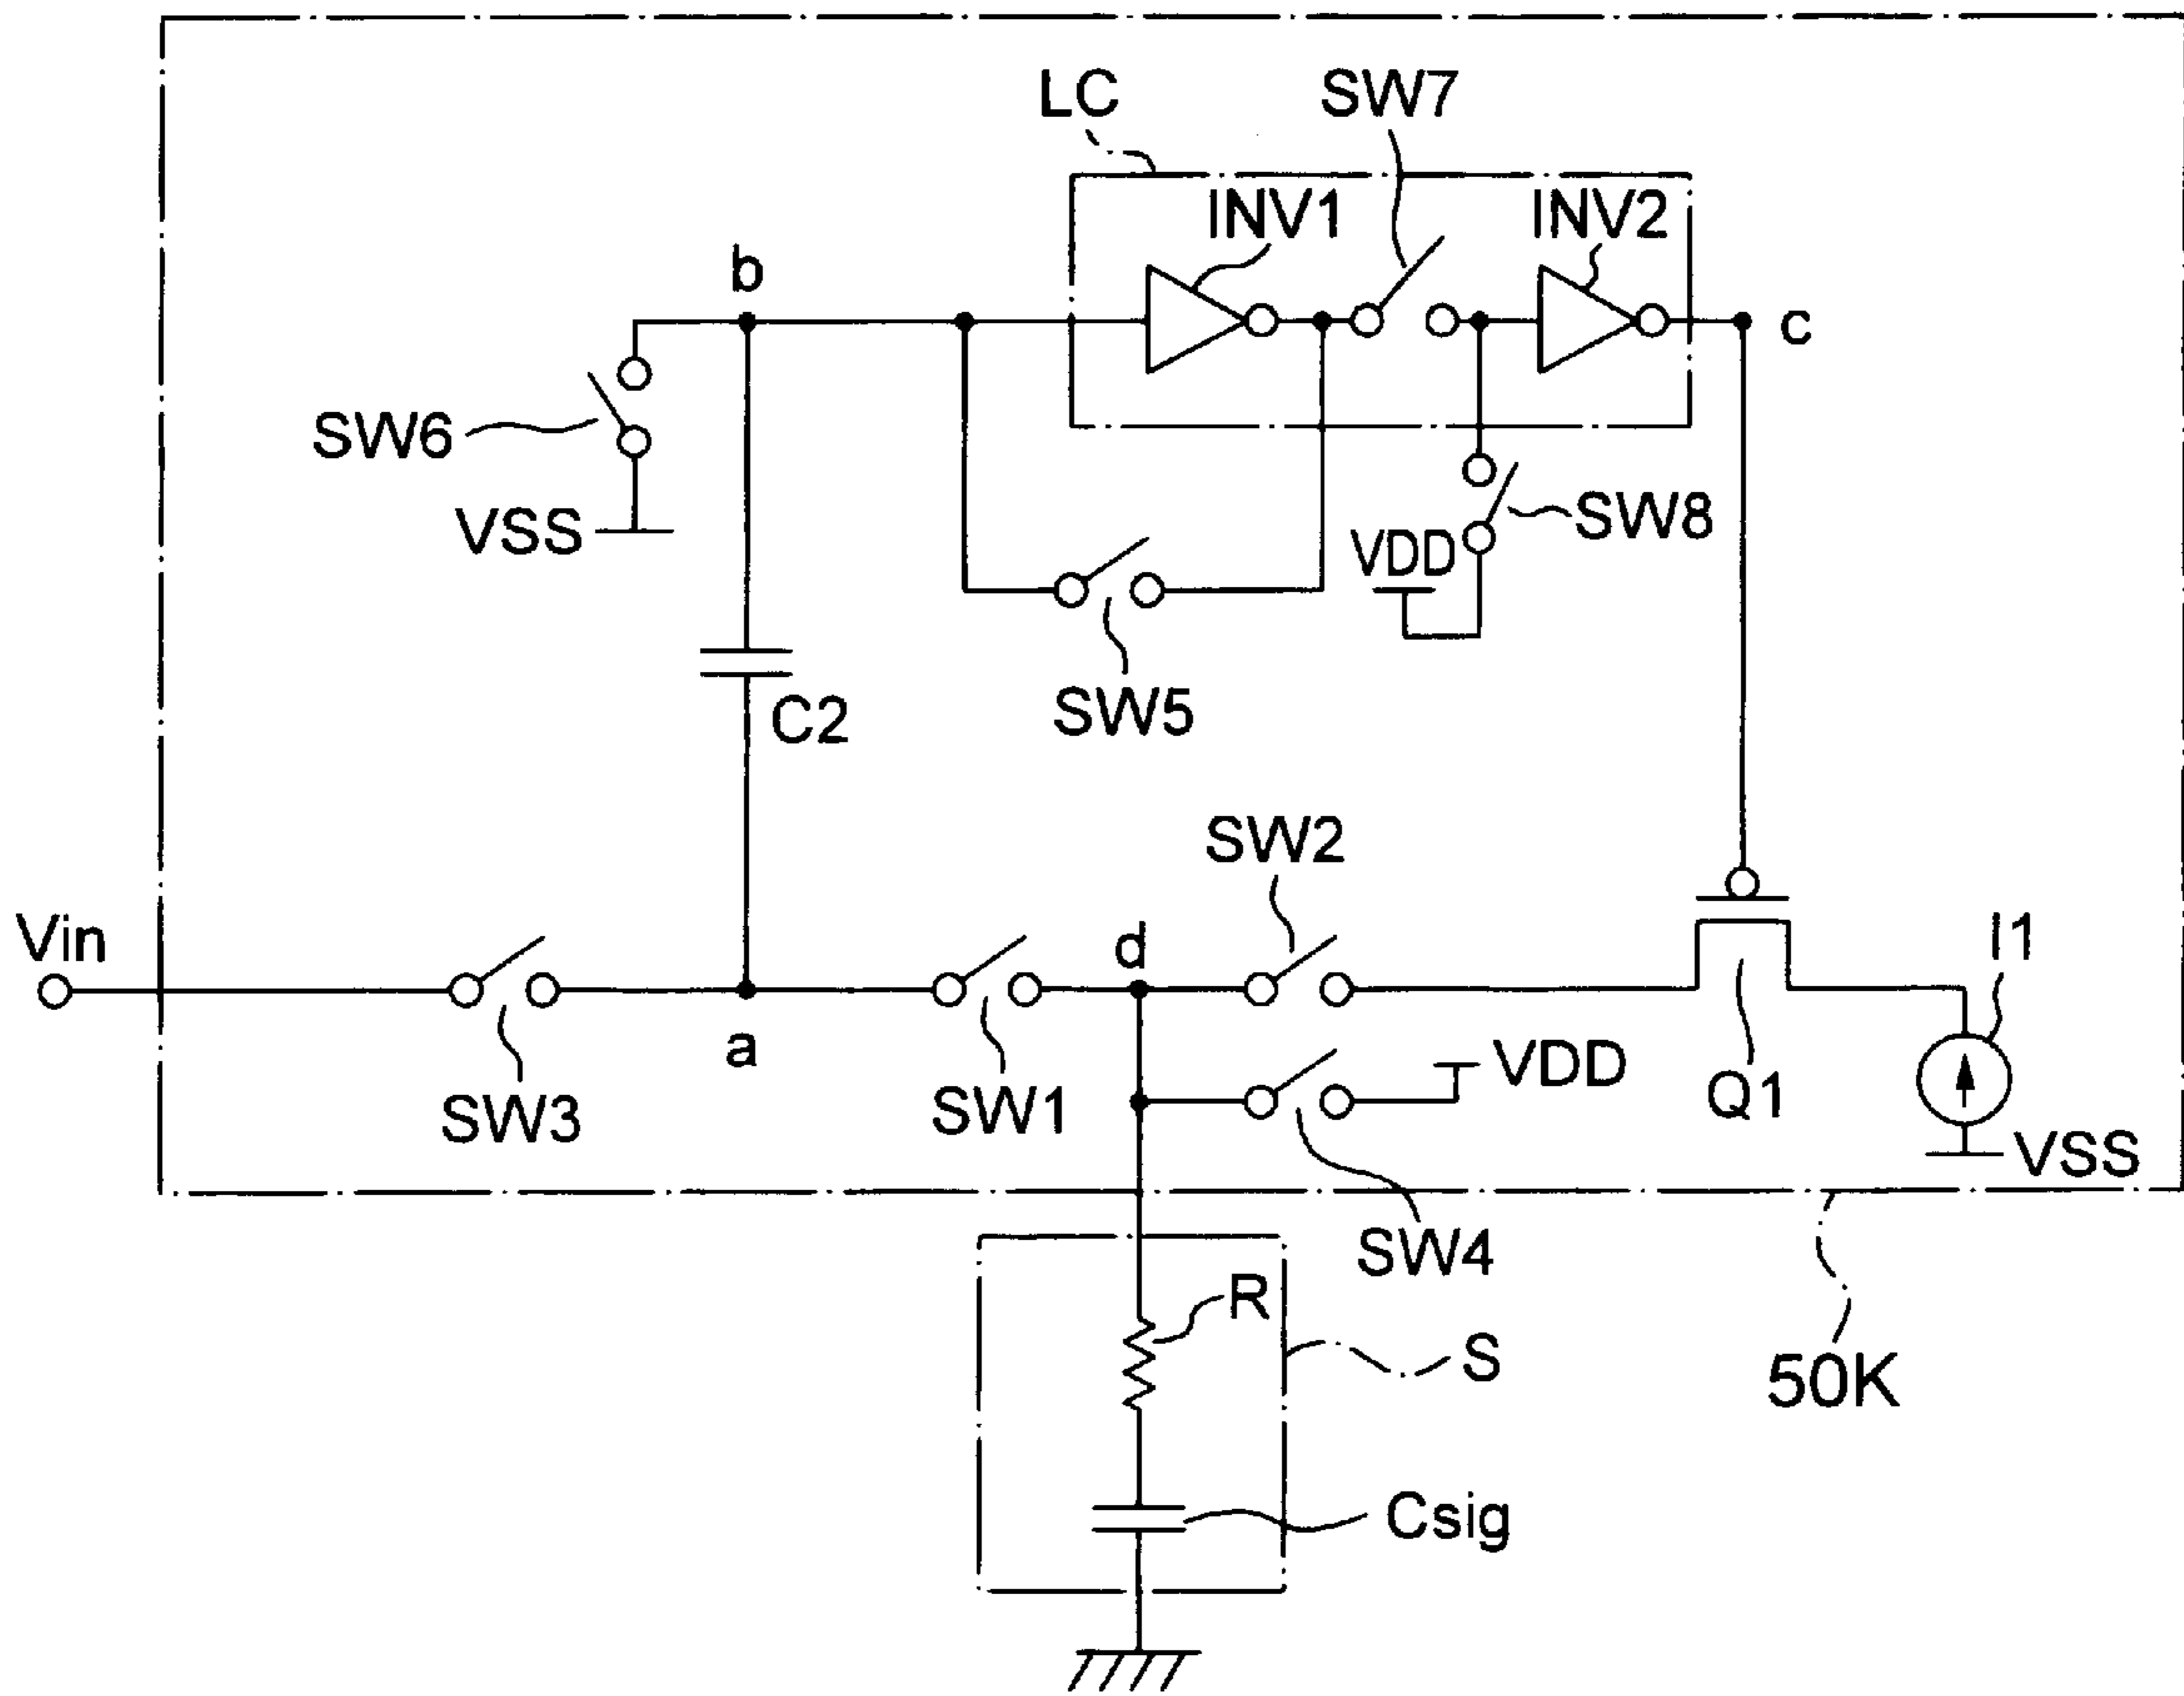 LC
SW7
INV1
INV2
b
c
SW6
VSS
SW8
VDD
SW5
C2
SW2
Vin
d
I1
a
SW3
SW1
VDD
Q1
VSS
SW4
R
S
50K
Csig